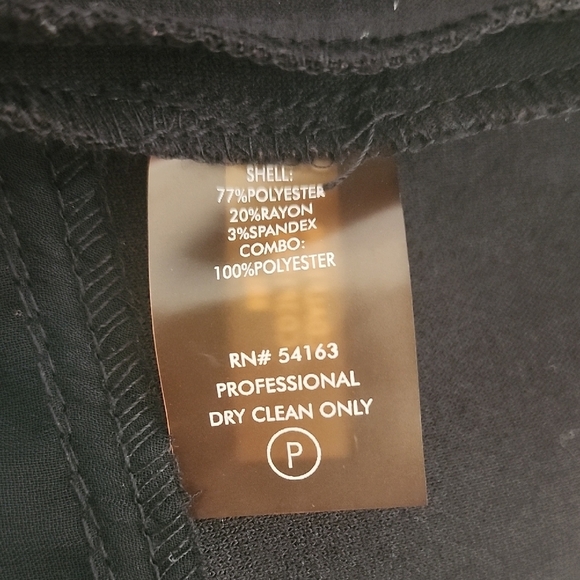 SHELL:
77%POLYESTER
20%RAYON
3%SPANDEX
COMBO:
100%POLYESTER
RN# 54163
PROFESSIONAL
DRY CLEAN ONLY
P